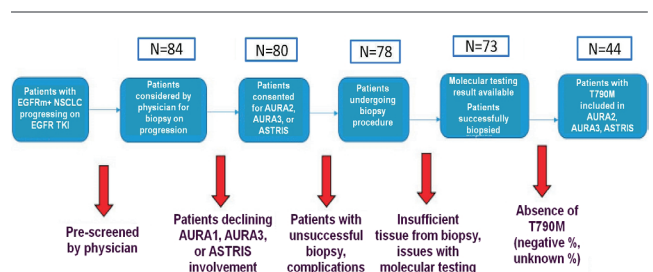 N=84
N=80
N=78
N=73
N=44
Patients with
EGFRm+ NSCLC
progressing on
EGFR TKI
Patients
considered by
physician for
biopsy on
progression
Patients
consented
for AURA2,
AURA3, or
ASTRIS
Patients
undergoing
biopsy
procedure
Molecular testing
result available
Patients
successfully
biopsied
Patients with
T790M
included in
AURA2,
AURA3, ASTRIS
Pre-screened
by physician
Patients declining
AURA1, AURA3,
or ASTRIS
involvement
Patients with
unsuccessful
biopsy,
complications
Insufficient
tissue from biopsy,
issues with
molecular testing
Absence of
T790M
(negative %,
unknown %)